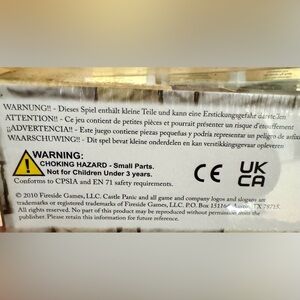 WARNUNG!! - Dieses Spiel enthält kleine Teile und kann eine Erstickungsgefahr darstellen
ATTENTION!! - Ce jeu contient de petites pièces et pourrait présenter un risque d'étouffement
¡¡ADVERTENCIA!! - Este juego contiene piezas pequeñas y podría representar un peligro de asfixia
WAARSCHUWING!! - Dit spel bevat kleine onderdelen en kan verstikkingsgevaar opleveren
WARNING:
CHOKING HAZARD - Small Parts.
Not for Children Under 3 years.
Conforms to CPSIA and EN 71 safety requirements.
CE UK
CA
© 2010 Fireside Games, LLC. Castle Panic and all game and company logos and slogans are
trademarks or registered trademarks of Fireside Games, LLC. P.O. Box Austin, TX 78715.
All rights reserved. No part of this product may be reproduced without permission from the
publisher. Please retain this information for future reference.